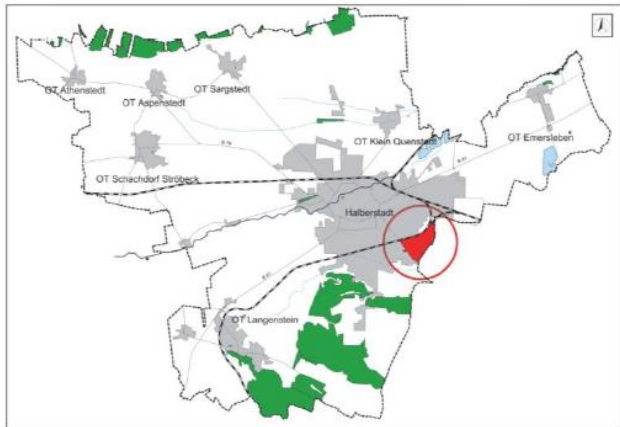 OT Athenstedt
OT Aspenstedt
OT Sargstedt
OT Klein Quenstedt
OT Emersleben
OT Schachdorf Ströbeck
Halberstadt
OT Langenstein